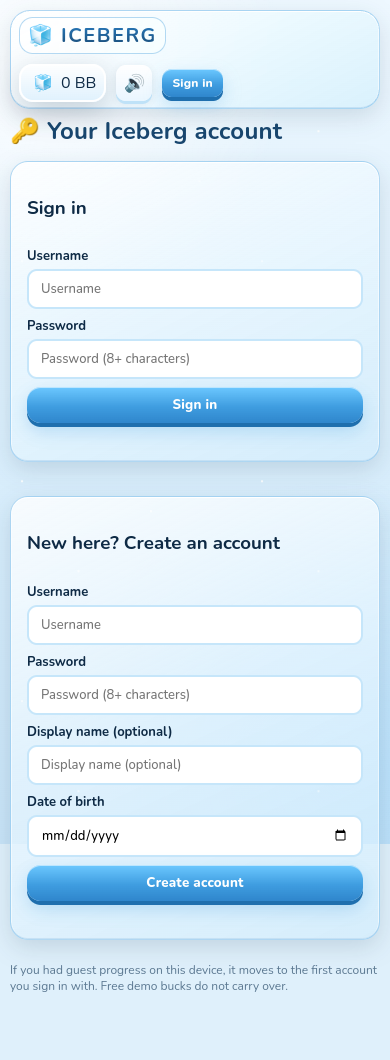 ICEBERG
0 BB
Sign in
Your Iceberg account
Sign in
Username
Username
Password
Password (8+ characters)
Sign in
New here? Create an account
Username
Username
Password
Password (8+ characters)
Display name (optional)
Display name (optional)
Date of birth
mm/dd/yyyy
Create account
If you had guest progress on this device, it moves to the first account
you sign in with. Free demo bucks do not carry over.